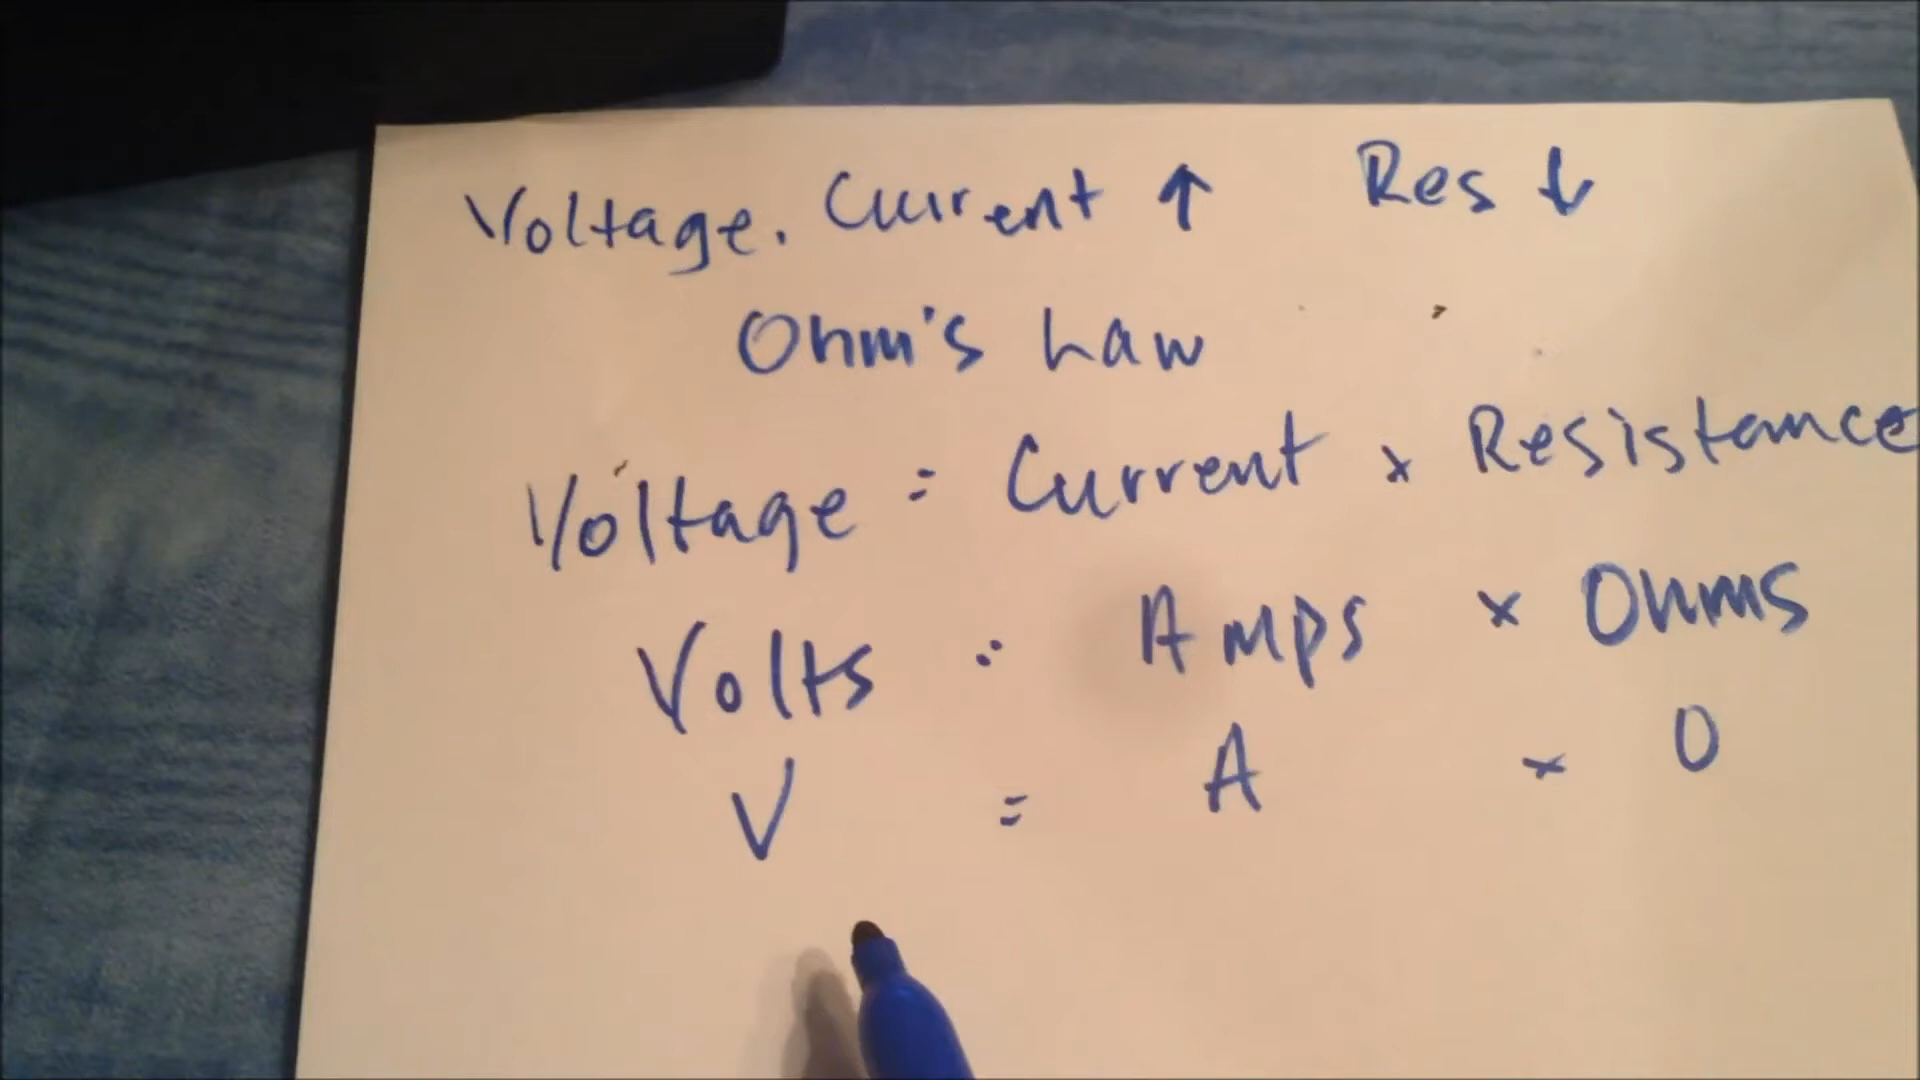 Voltage. Current ↑ Res ↓
Ohm's Law
Voltage = Current x Resistance
Volts = Amps x Ohms
V = A x O